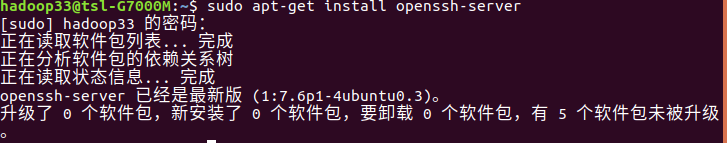 hadoop33@tsl-G7000M:~$ sudo apt-get install openssh-server
[sudo] hadoop33 的密码：
正在读取软件包列表... 完成
正在分析软件包的依赖关系树
正在读取状态信息... 完成
openssh-server 已经是最新版 (1:7.6p1-4ubuntu0.3)。
升级了 0 个软件包，新安装了 0 个软件包，要卸载 0 个软件包，有 5 个软件包未被升级
。